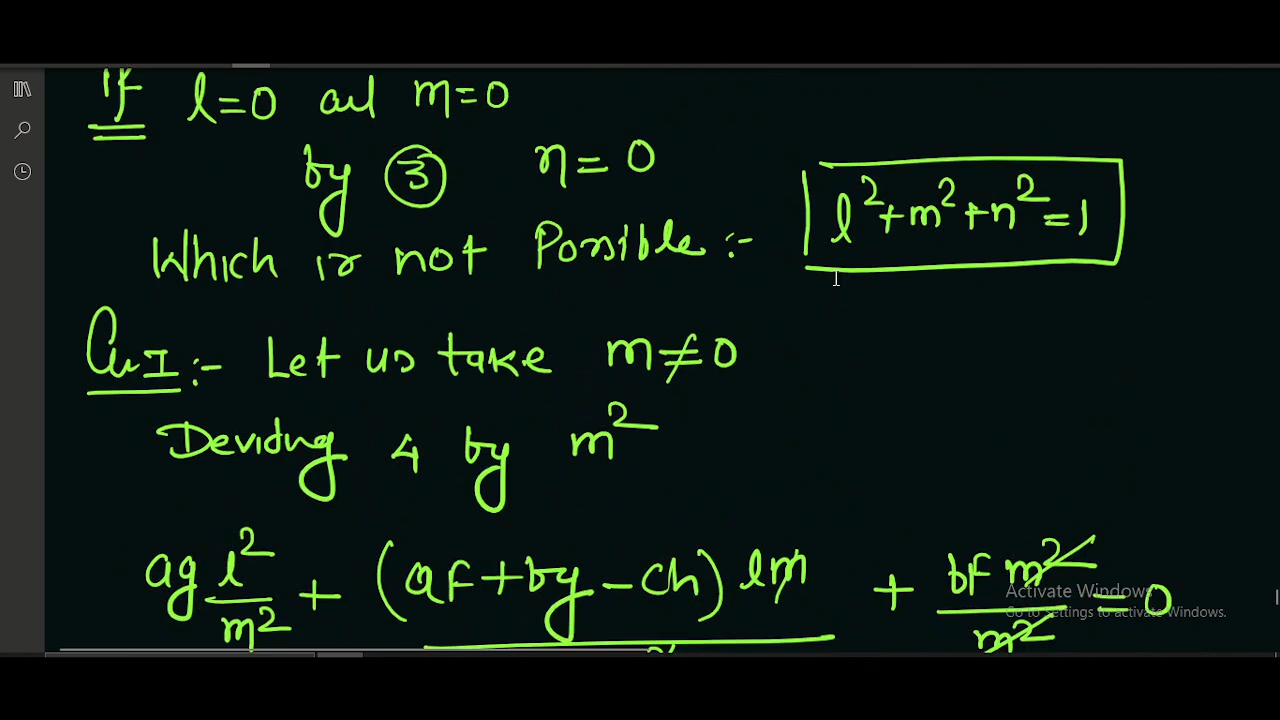 If l=0 and m=0
by ③ n=0
Which is not Possible :- l²+m²+n²=1
Case I :- Let us take m≠0
Devidng 4 by m²
ag l²/m² + (af+bg-ch) lm + bf m²/m² = 0
Activate Windows
Go to Settings to activate Windows.